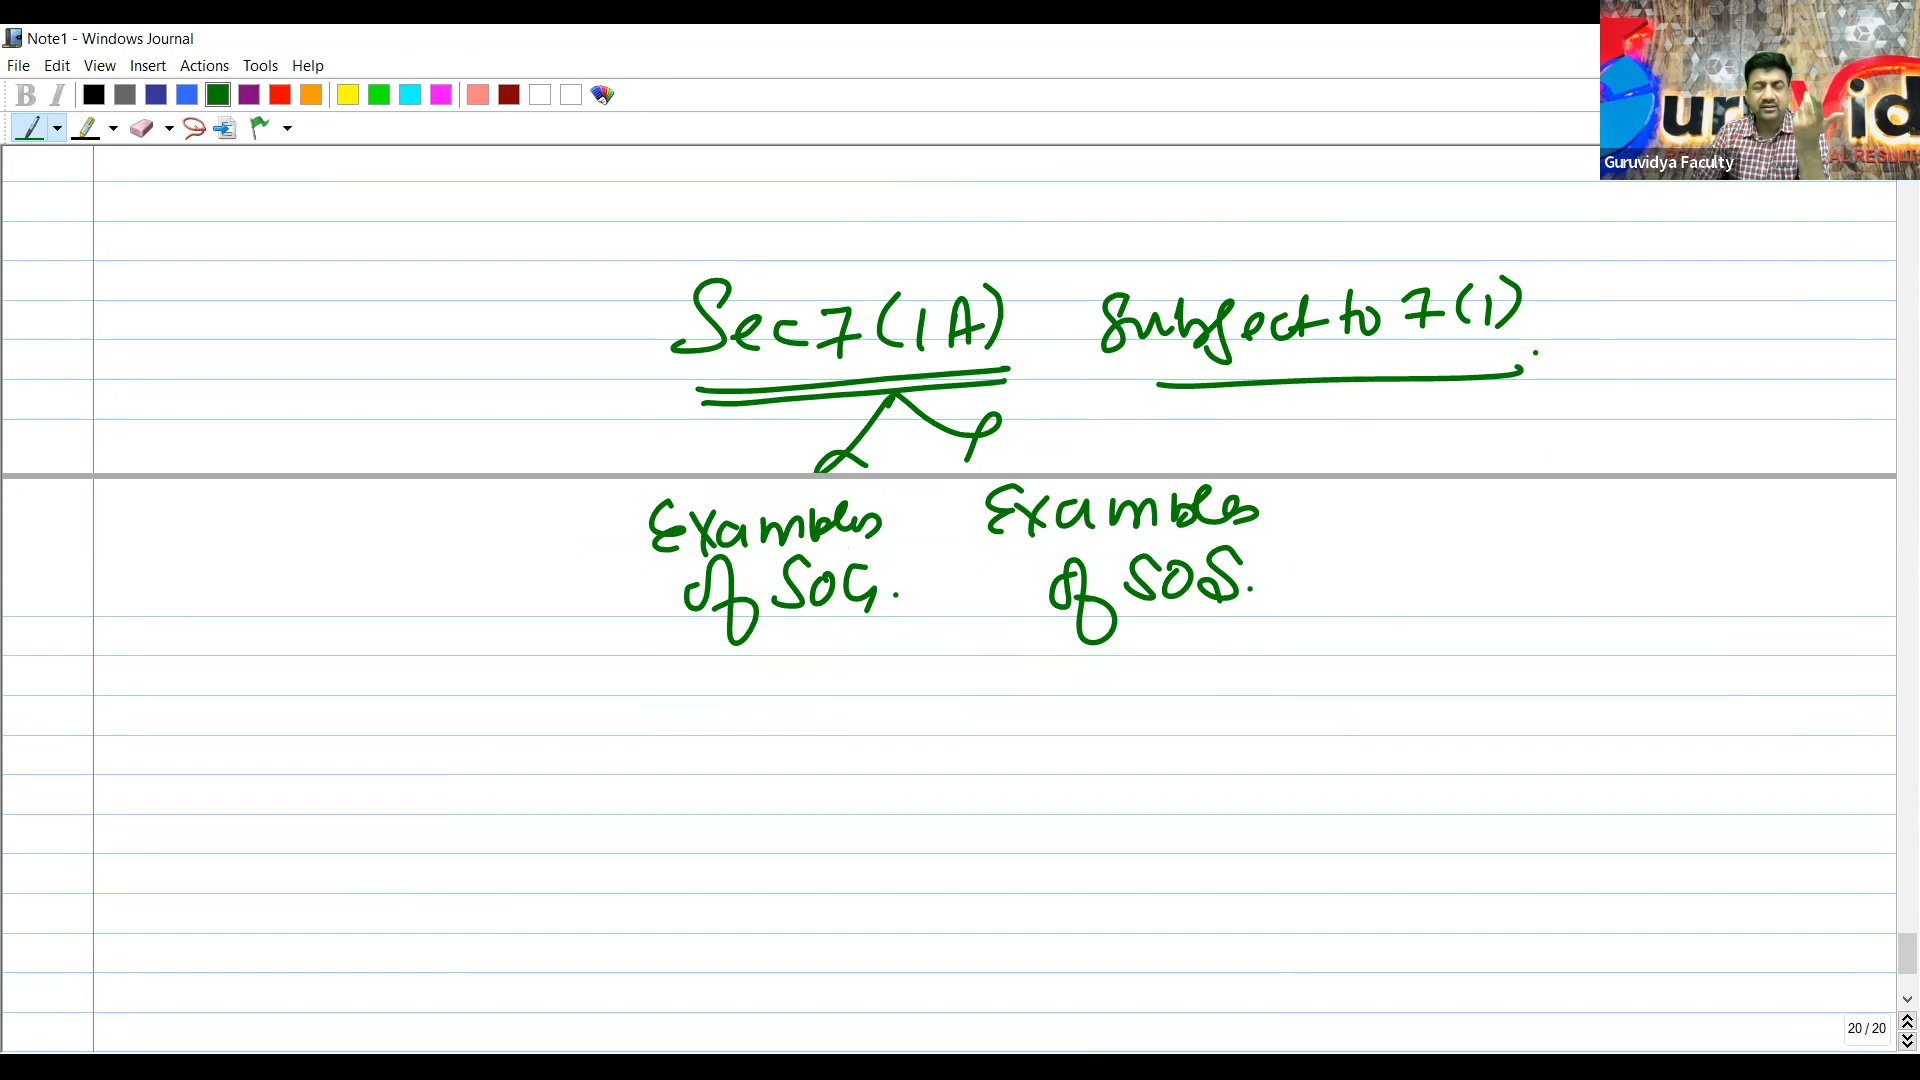 Note1 - Windows Journal
File Edit View Insert Actions Tools Help
B I
Guruvidya Faculty
Sec 7(1A) Subject to 7(1).
Examples Examples
of SOG. of SOS.
20 / 20